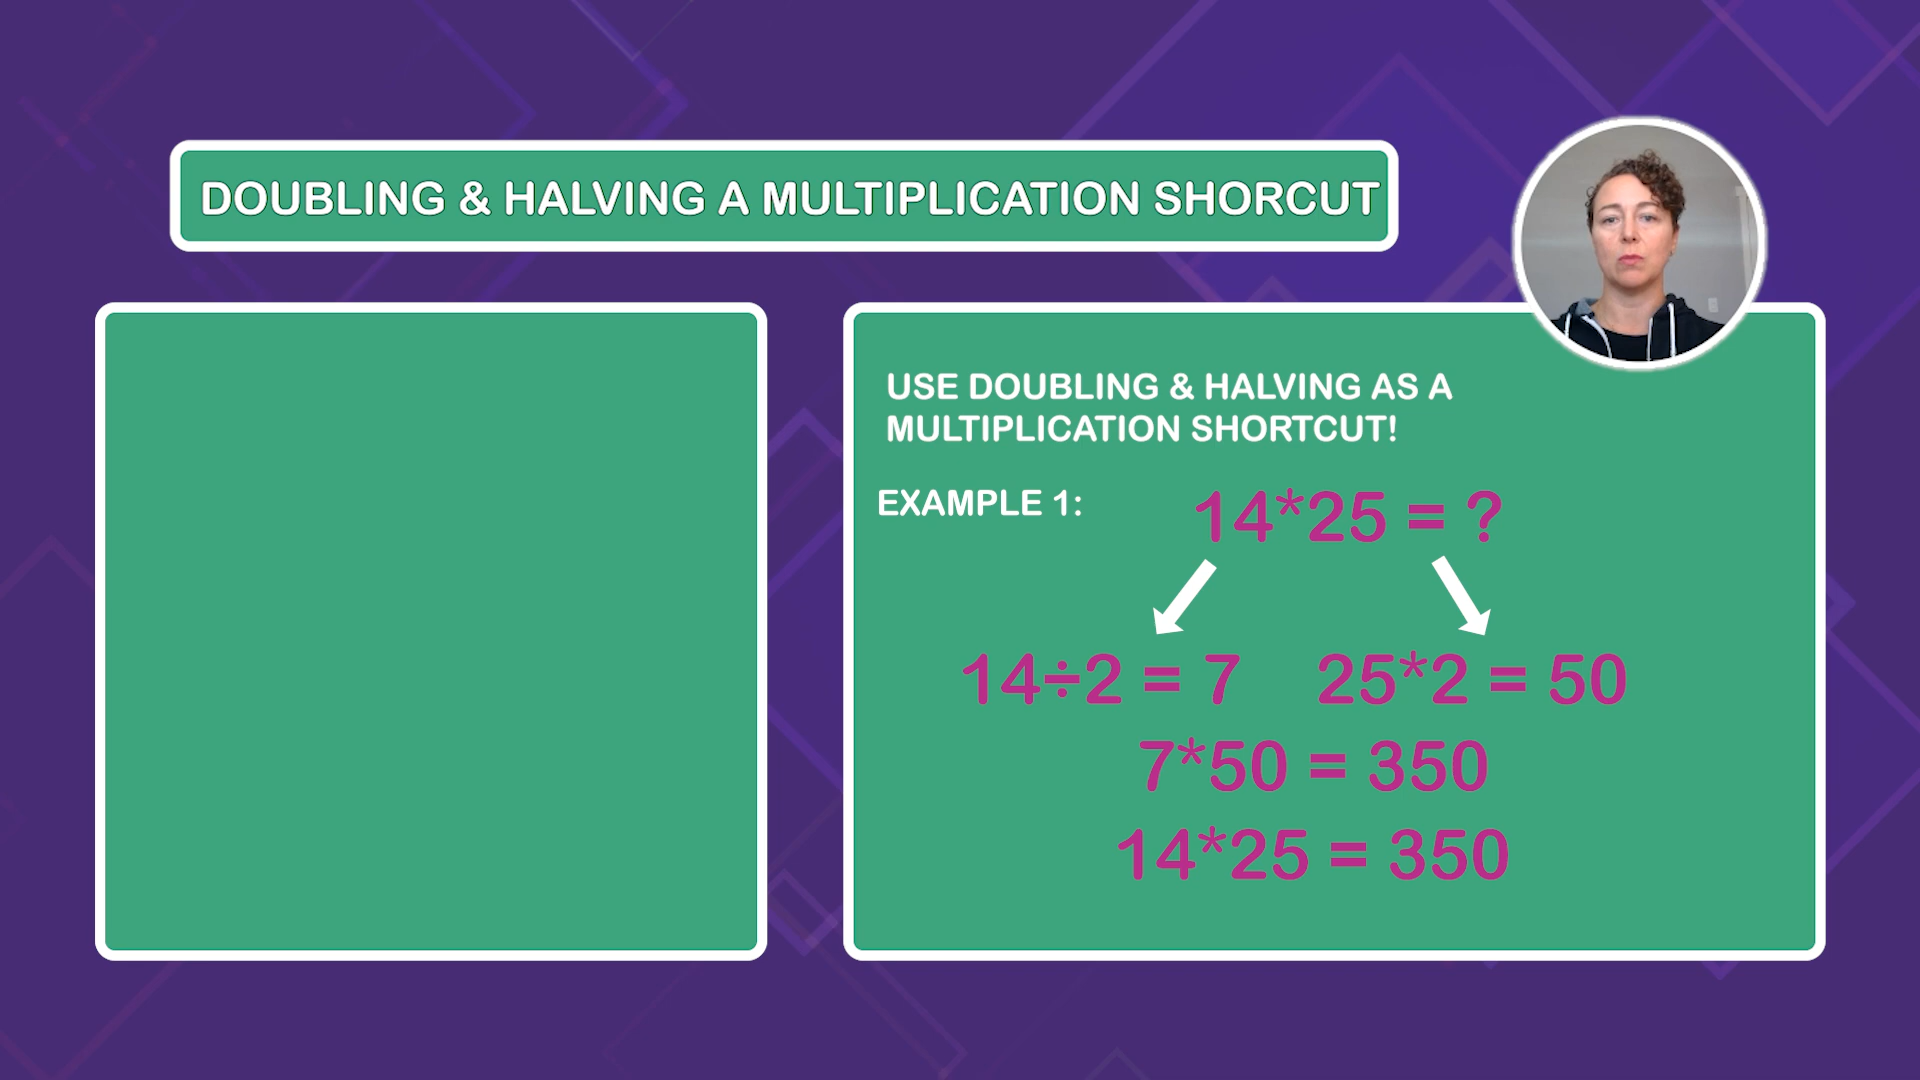 DOUBLING & HALVING A MULTIPLICATION SHORCUT
USE DOUBLING & HALVING AS A
MULTIPLICATION SHORTCUT!
EXAMPLE 1:
14*25 = ?
14÷2 = 7
25*2 = 50
7*50 = 350
14*25 = 350